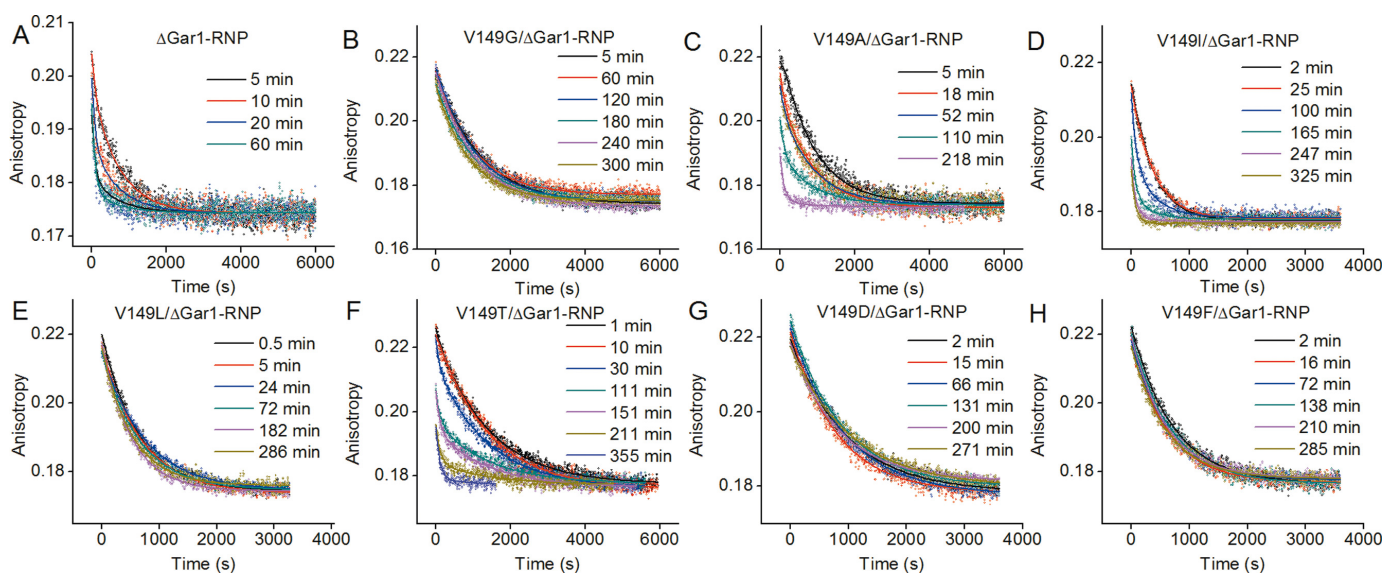 A
ΔGar1-RNP
5 min
10 min
20 min
60 min
0.21
0.20
0.19
0.18
0.17
Anisotropy
0 2000 4000 6000
Time (s)
B
V149G/ΔGar1-RNP
5 min
60 min
120 min
180 min
240 min
300 min
0.22
0.20
0.18
0.16
Anisotropy
0 2000 4000 6000
Time (s)
C
V149A/ΔGar1-RNP
5 min
18 min
52 min
110 min
218 min
0.22
0.20
0.18
0.16
Anisotropy
0 2000 4000 6000
Time (s)
D
V149I/ΔGar1-RNP
2 min
25 min
100 min
165 min
247 min
325 min
0.22
0.20
0.18
Anisotropy
0 1000 2000 3000 4000
Time (s)
E
V149L/ΔGar1-RNP
0.5 min
5 min
24 min
72 min
182 min
286 min
0.22
0.20
0.18
Anisotropy
0 1000 2000 3000 4000
Time (s)
F
V149T/ΔGar1-RNP
1 min
10 min
30 min
111 min
151 min
211 min
355 min
0.22
0.20
0.18
Anisotropy
0 2000 4000 6000
Time (s)
G
V149D/ΔGar1-RNP
2 min
15 min
66 min
131 min
200 min
271 min
0.22
0.20
0.18
Anisotropy
0 1000 2000 3000 4000
Time (s)
H
V149F/ΔGar1-RNP
2 min
16 min
72 min
138 min
210 min
285 min
0.22
0.20
0.18
Anisotropy
0 1000 2000 3000 4000
Time (s)